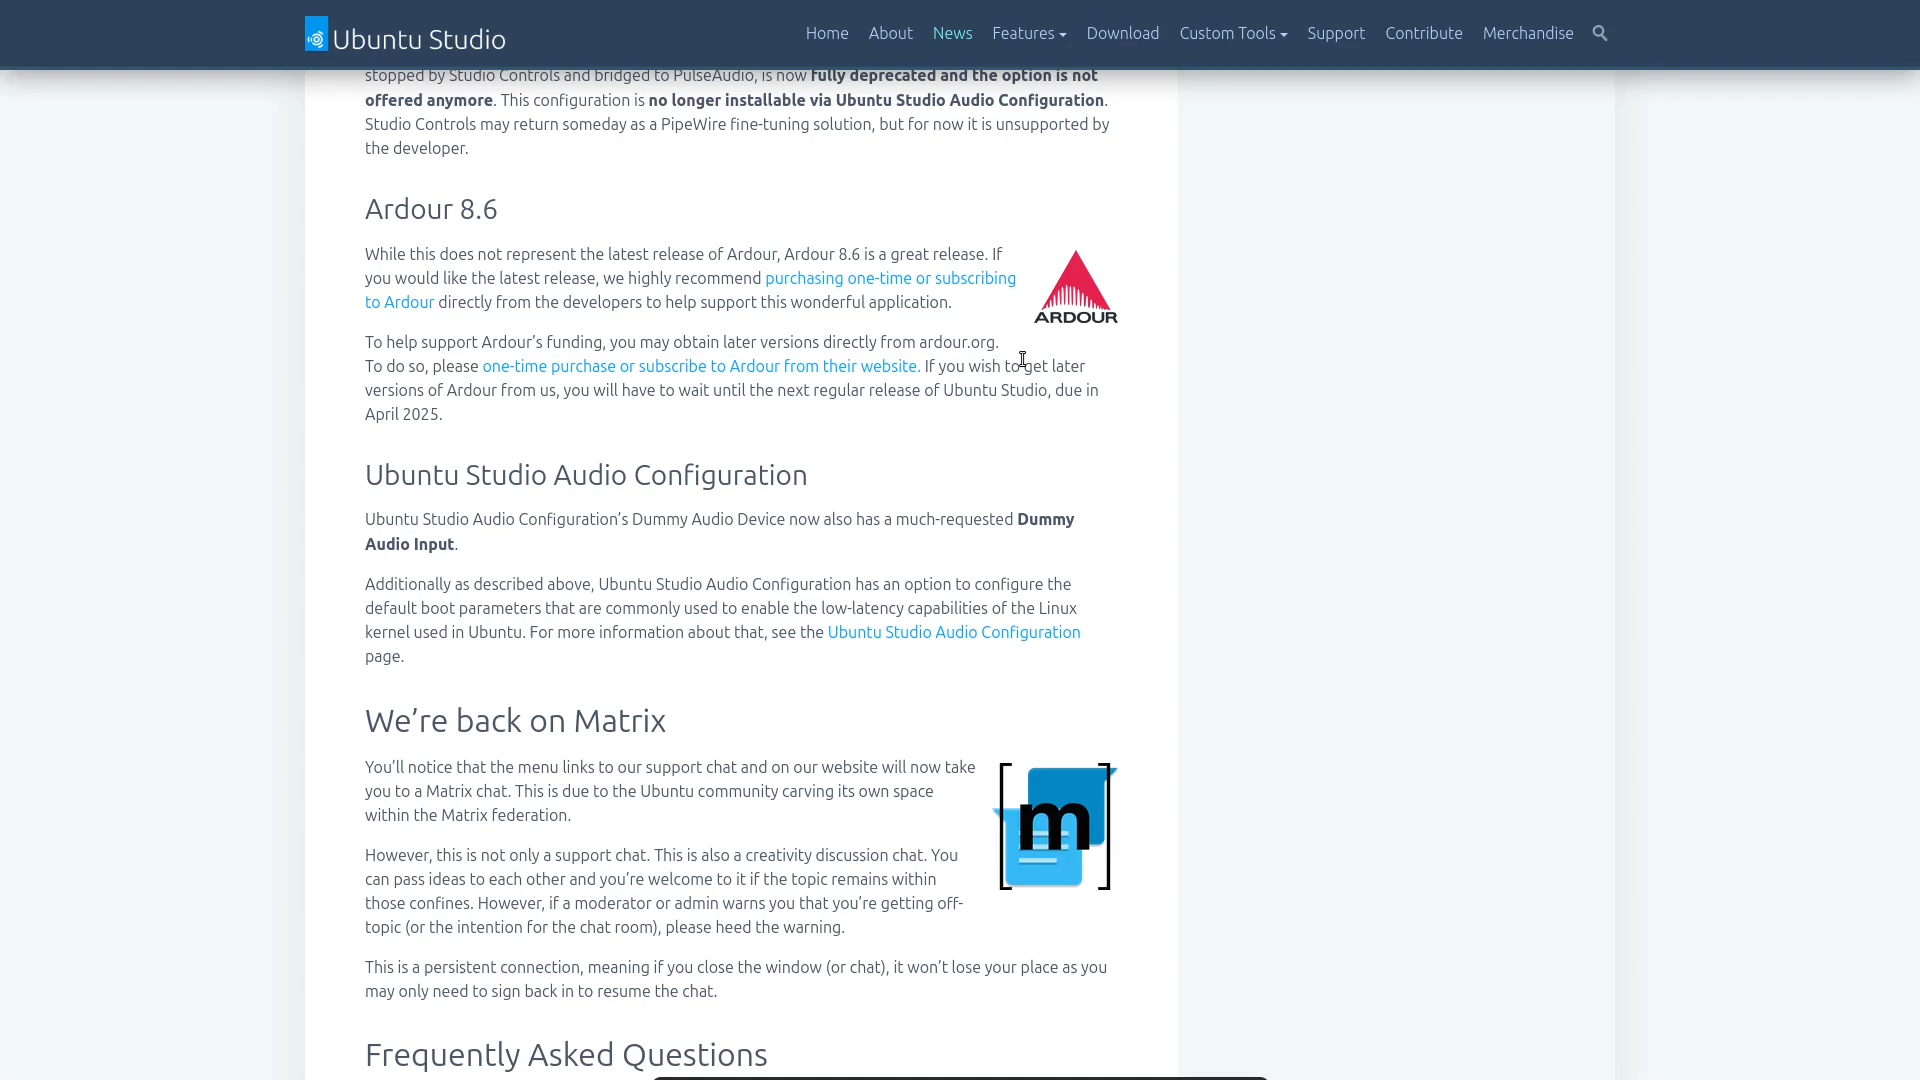 Ubuntu Studio
Home About News Features Download Custom Tools Support Contribute Merchandise
stopped by Studio Controls and bridged to PulseAudio, is now fully deprecated and the option is not
offered anymore. This configuration is no longer installable via Ubuntu Studio Audio Configuration.
Studio Controls may return someday as a PipeWire fine-tuning solution, but for now it is unsupported by
the developer.
Ardour 8.6
While this does not represent the latest release of Ardour, Ardour 8.6 is a great release. If
you would like the latest release, we highly recommend purchasing one-time or subscribing
to Ardour directly from the developers to help support this wonderful application.
ARDOUR
To help support Ardour’s funding, you may obtain later versions directly from ardour.org.
To do so, please one-time purchase or subscribe to Ardour from their website. If you wish to get later
versions of Ardour from us, you will have to wait until the next regular release of Ubuntu Studio, due in
April 2025.
Ubuntu Studio Audio Configuration
Ubuntu Studio Audio Configuration’s Dummy Audio Device now also has a much-requested Dummy
Audio Input.
Additionally as described above, Ubuntu Studio Audio Configuration has an option to configure the
default boot parameters that are commonly used to enable the low-latency capabilities of the Linux
kernel used in Ubuntu. For more information about that, see the Ubuntu Studio Audio Configuration
page.
We’re back on Matrix
You’ll notice that the menu links to our support chat and on our website will now take
you to a Matrix chat. This is due to the Ubuntu community carving its own space
within the Matrix federation.
[m]
However, this is not only a support chat. This is also a creativity discussion chat. You
can pass ideas to each other and you’re welcome to it if the topic remains within
those confines. However, if a moderator or admin warns you that you’re getting off-
topic (or the intention for the chat room), please heed the warning.
This is a persistent connection, meaning if you close the window (or chat), it won’t lose your place as you
may only need to sign back in to resume the chat.
Frequently Asked Questions